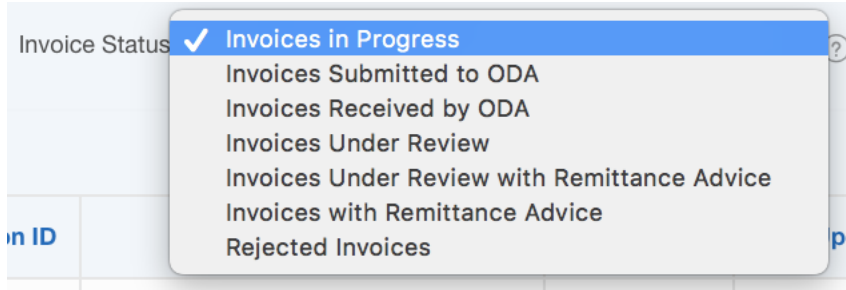 Invoice Status ✓ Invoices in Progress ?
Invoices Submitted to ODA
Invoices Received by ODA
Invoices Under Review
Invoices Under Review with Remittance Advice
Invoices with Remittance Advice
Rejected Invoices
ID